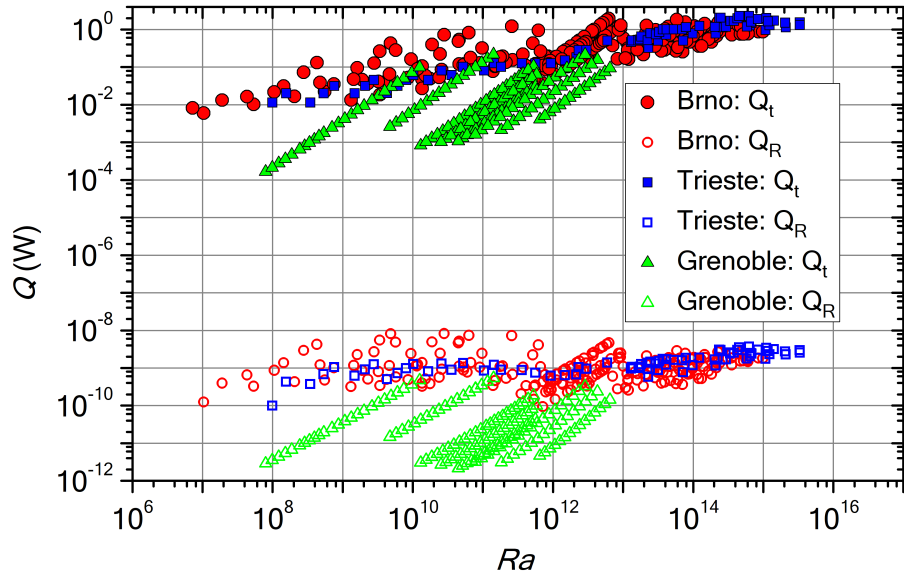 10^0
10^-2
10^-4
10^-6
10^-8
10^-10
10^-12
Q (W)
Brno: Q_t
Brno: Q_R
Trieste: Q_t
Trieste: Q_R
Grenoble: Q_t
Grenoble: Q_R
10^6
10^8
10^10
10^12
10^14
10^16
Ra